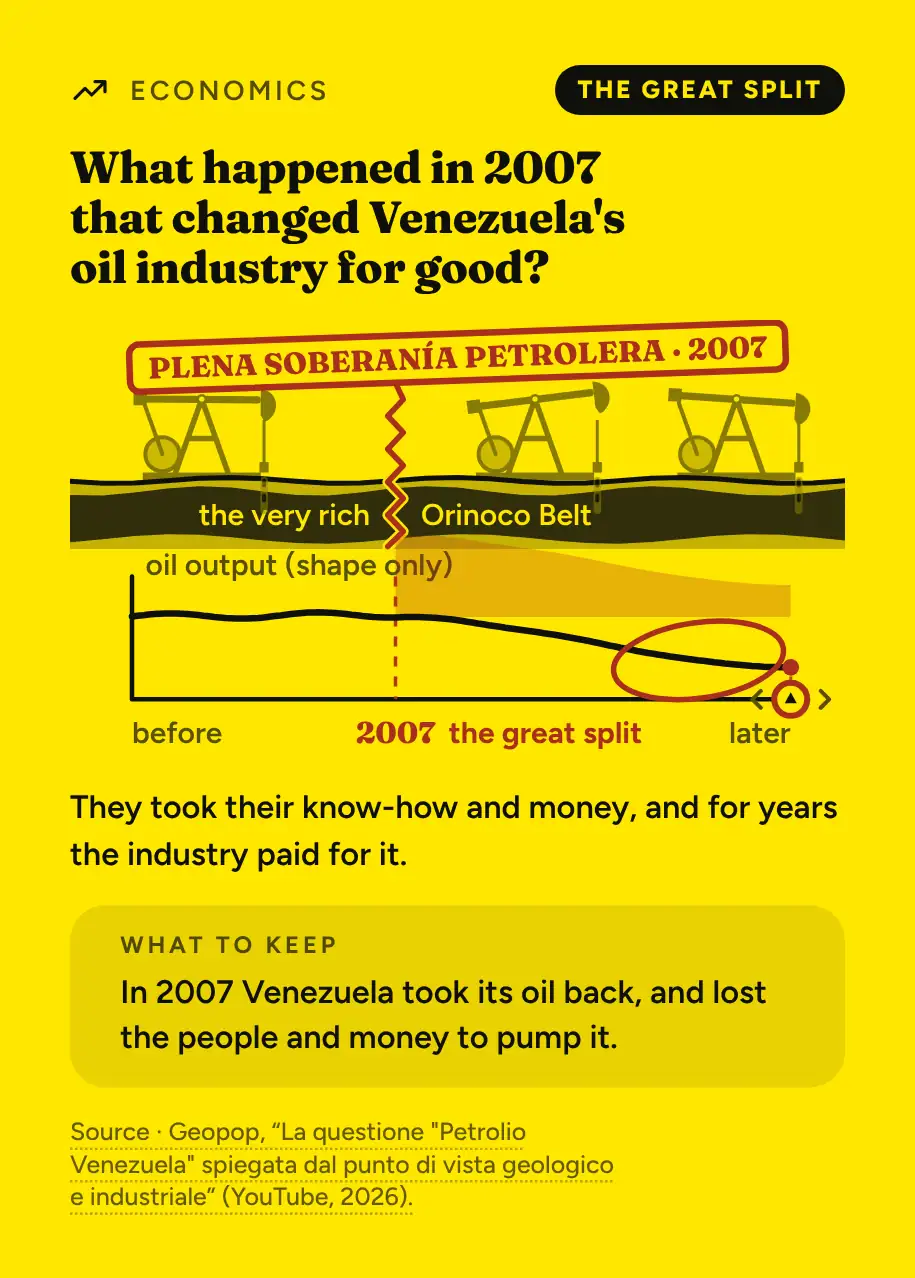 ECONOMICS
THE GREAT SPLIT
What happened in 2007
that changed Venezuela's
oil industry for good?
PLENA SOBERANÍA PETROLERA · 2007
the very rich Orinoco Belt
oil output (shape only)
before 2007 the great split later
They took their know-how and money, and for years
the industry paid for it.
WHAT TO KEEP
In 2007 Venezuela took its oil back, and lost
the people and money to pump it.
Source · Geopop, “La questione "Petrolio
Venezuela" spiegata dal punto di vista geologico
e industriale” (YouTube, 2026).